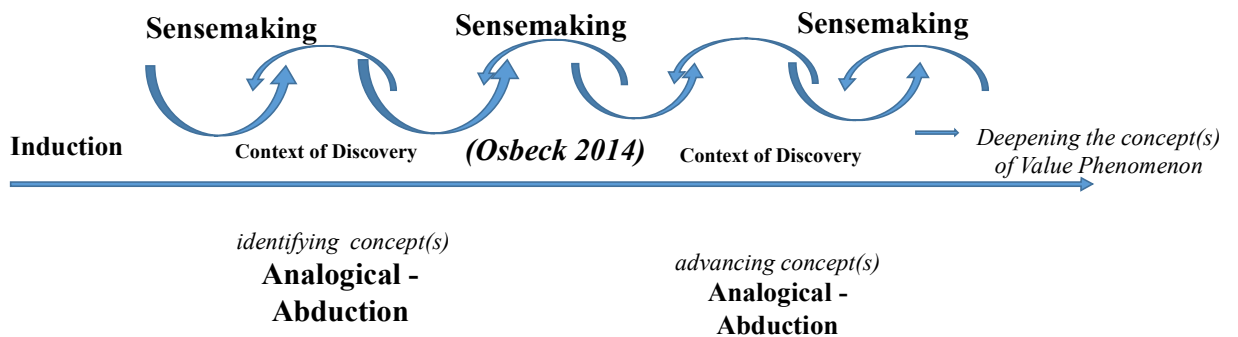 Sensemaking
Sensemaking
Sensemaking
Induction
Context of Discovery
(Osbeck 2014)
Context of Discovery
Deepening the concept(s)
of Value Phenomenon
identifying concept(s)
Analogical -
Abduction
advancing concept(s)
Analogical -
Abduction